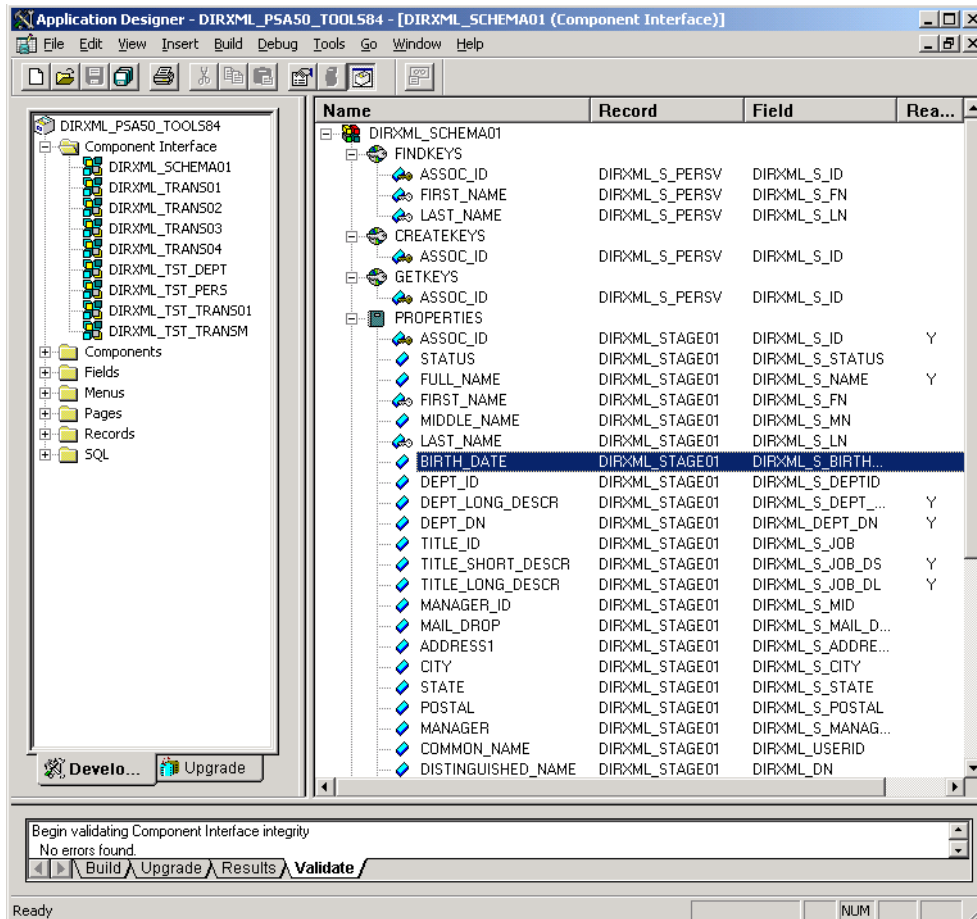 Application Designer - DIRXML_PSA50_TOOLS84 - [DIRXML_SCHEMA01 (Component Interface)]
File Edit View Insert Build Debug Tools Go Window Help
DIRXML_PSA50_TOOLS84
Component Interface
DIRXML_SCHEMA01
DIRXML_TRANS01
DIRXML_TRANS02
DIRXML_TRANS03
DIRXML_TRANS04
DIRXML_TST_DEPT
DIRXML_TST_PERS
DIRXML_TST_TRANS01
DIRXML_TST_TRANSM
Components
Fields
Menus
Pages
Records
SQL
Develo... Upgrade
Name Record Field Rea...
DIRXML_SCHEMA01
FINDKEYS
ASSOC_ID DIRXML_S_PERSV DIRXML_S_ID
FIRST_NAME DIRXML_S_PERSV DIRXML_S_FN
LAST_NAME DIRXML_S_PERSV DIRXML_S_LN
CREATEKEYS
ASSOC_ID DIRXML_S_PERSV DIRXML_S_ID
GETKEYS
ASSOC_ID DIRXML_S_PERSV DIRXML_S_ID
PROPERTIES
ASSOC_ID DIRXML_STAGE01 DIRXML_S_ID Y
STATUS DIRXML_STAGE01 DIRXML_S_STATUS
FULL_NAME DIRXML_STAGE01 DIRXML_S_NAME Y
FIRST_NAME DIRXML_STAGE01 DIRXML_S_FN
MIDDLE_NAME DIRXML_STAGE01 DIRXML_S_MN
LAST_NAME DIRXML_STAGE01 DIRXML_S_LN
BIRTH_DATE DIRXML_STAGE01 DIRXML_S_BIRTH...
DEPT_ID DIRXML_STAGE01 DIRXML_S_DEPTID
DEPT_LONG_DESCR DIRXML_STAGE01 DIRXML_S_DEPT_... Y
DEPT_DN DIRXML_STAGE01 DIRXML_DEPT_DN Y
TITLE_ID DIRXML_STAGE01 DIRXML_S_JOB
TITLE_SHORT_DESCR DIRXML_STAGE01 DIRXML_S_JOB_DS Y
TITLE_LONG_DESCR DIRXML_STAGE01 DIRXML_S_JOB_DL Y
MANAGER_ID DIRXML_STAGE01 DIRXML_S_MID
MAIL_DROP DIRXML_STAGE01 DIRXML_S_MAIL_D...
ADDRESS1 DIRXML_STAGE01 DIRXML_S_ADDRE...
CITY DIRXML_STAGE01 DIRXML_S_CITY
STATE DIRXML_STAGE01 DIRXML_S_STATE
POSTAL DIRXML_STAGE01 DIRXML_S_POSTAL
MANAGER DIRXML_STAGE01 DIRXML_S_MANAG...
COMMON_NAME DIRXML_STAGE01 DIRXML_USERID
DISTINGUISHED_NAME DIRXML_STAGE01 DIRXML_DN
Begin validating Component Interface integrity
No errors found.
Build Upgrade Results Validate
Ready NUM